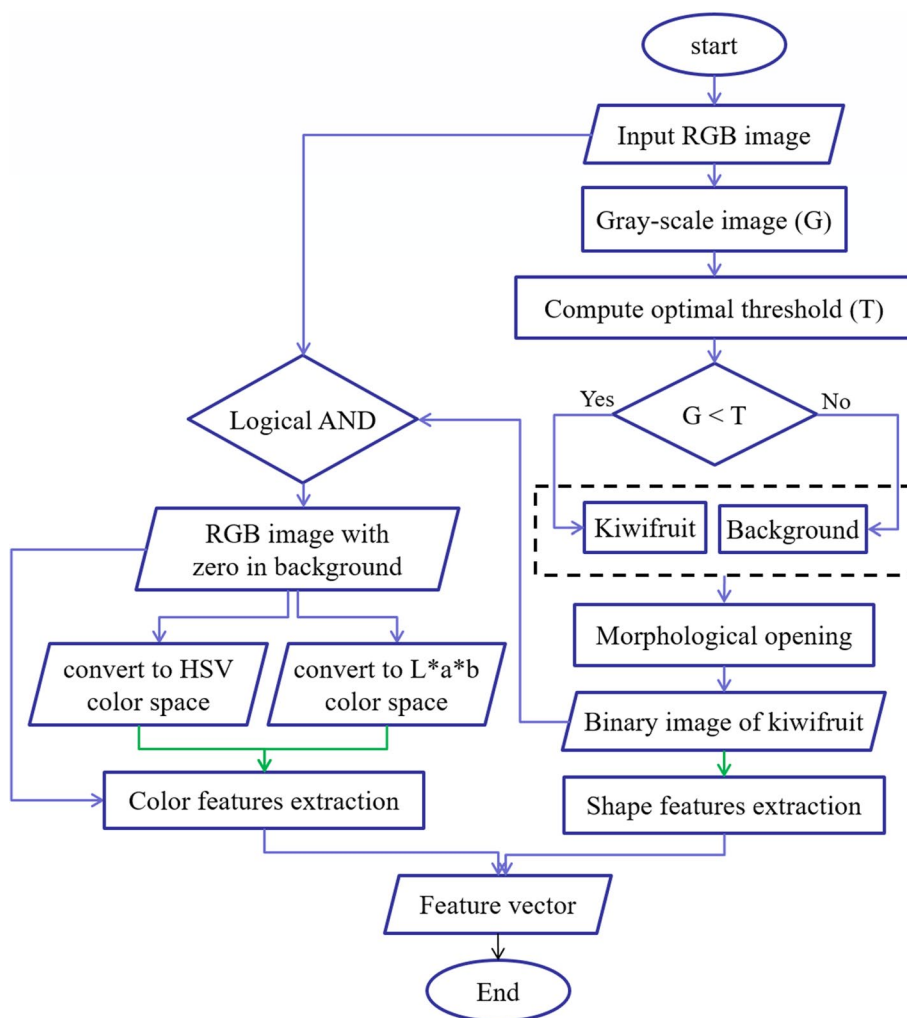 start
Input RGB image
Gray-scale image (G)
Compute optimal threshold (T)
Yes
G < T
No
Logical AND
Kiwifruit
Background
RGB image with
zero in background
Morphological opening
convert to HSV
color space
convert to L*a*b
color space
Binary image of kiwifruit
Color features extraction
Shape features extraction
Feature vector
End